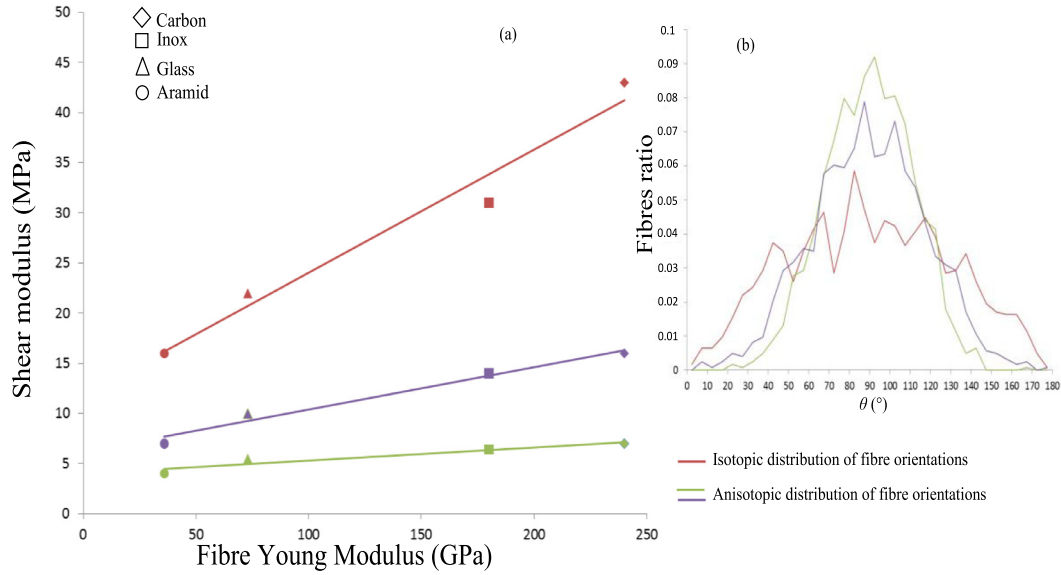 Carbon
Inox
Glass
Aramid
(a)
50
45
40
35
30
25
20
15
10
5
0
0 50 100 150 200 250
Shear modulus (MPa)
Fibre Young Modulus (GPa)
(b)
0.1
0.09
0.08
0.07
0.06
0.05
0.04
0.03
0.02
0.01
0
0 10 20 30 40 50 60 70 80 90 100 110 120 130 140 150 160 170 180
Fibres ratio
θ (°)
Isotopic distribution of fibre orientations
Anisotopic distribution of fibre orientations